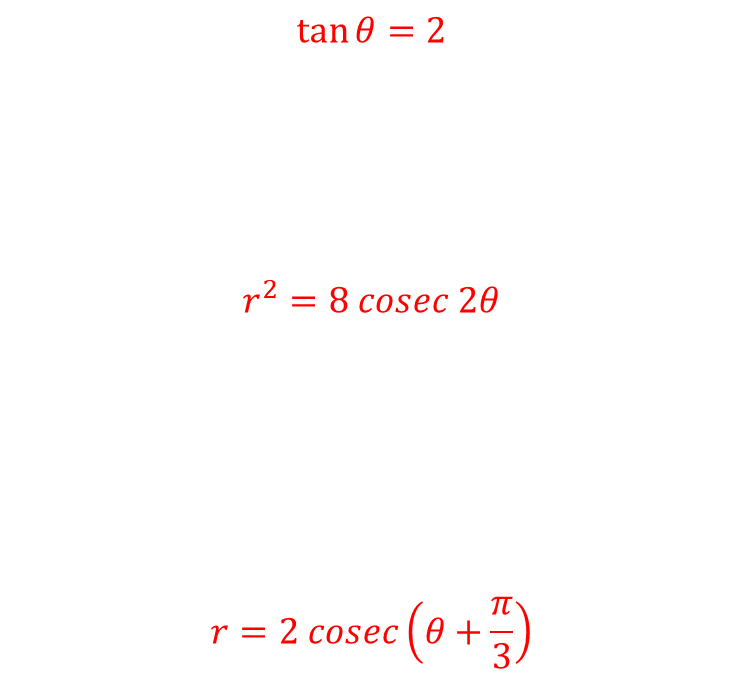 tan θ = 2
r² = 8 cosec 2θ
r = 2 cosec (θ + π/3)